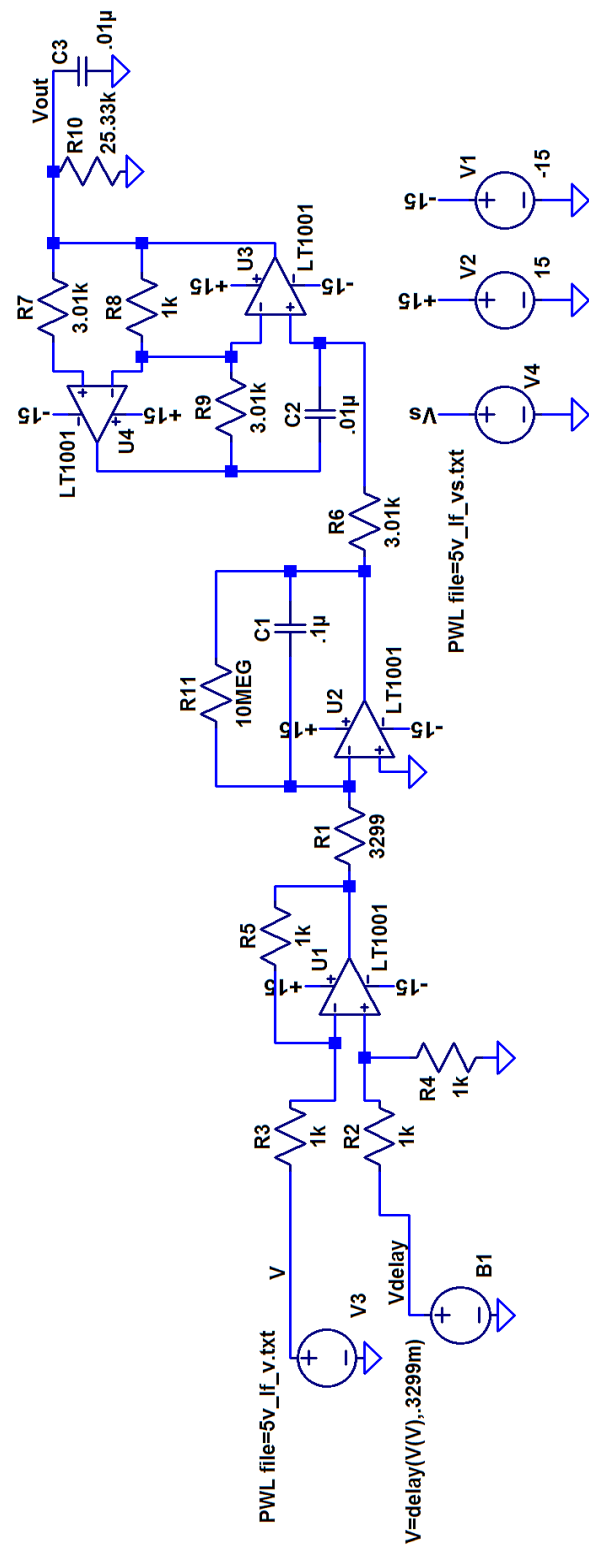 PWL file=5v_lf_v.txt
V3
V
V=delay(V(V),.3299m)
B1
Vdelay
R3
1k
R2
1k
R4
1k
R5
1k
+15
U1
LT1001
-15
R1
3299
R11
10MEG
C1
.1µ
+15
U2
LT1001
-15
R6
3.01k
C2
.01µ
R9
3.01k
LT1001
U4
-15
+15
R7
3.01k
R8
1k
+15
U3
LT1001
-15
R10
25.33k
Vout
C3
.01µ
PWL file=5v_lf_vs.txt
Vs
V4
+15
V2
15
-15
V1
-15